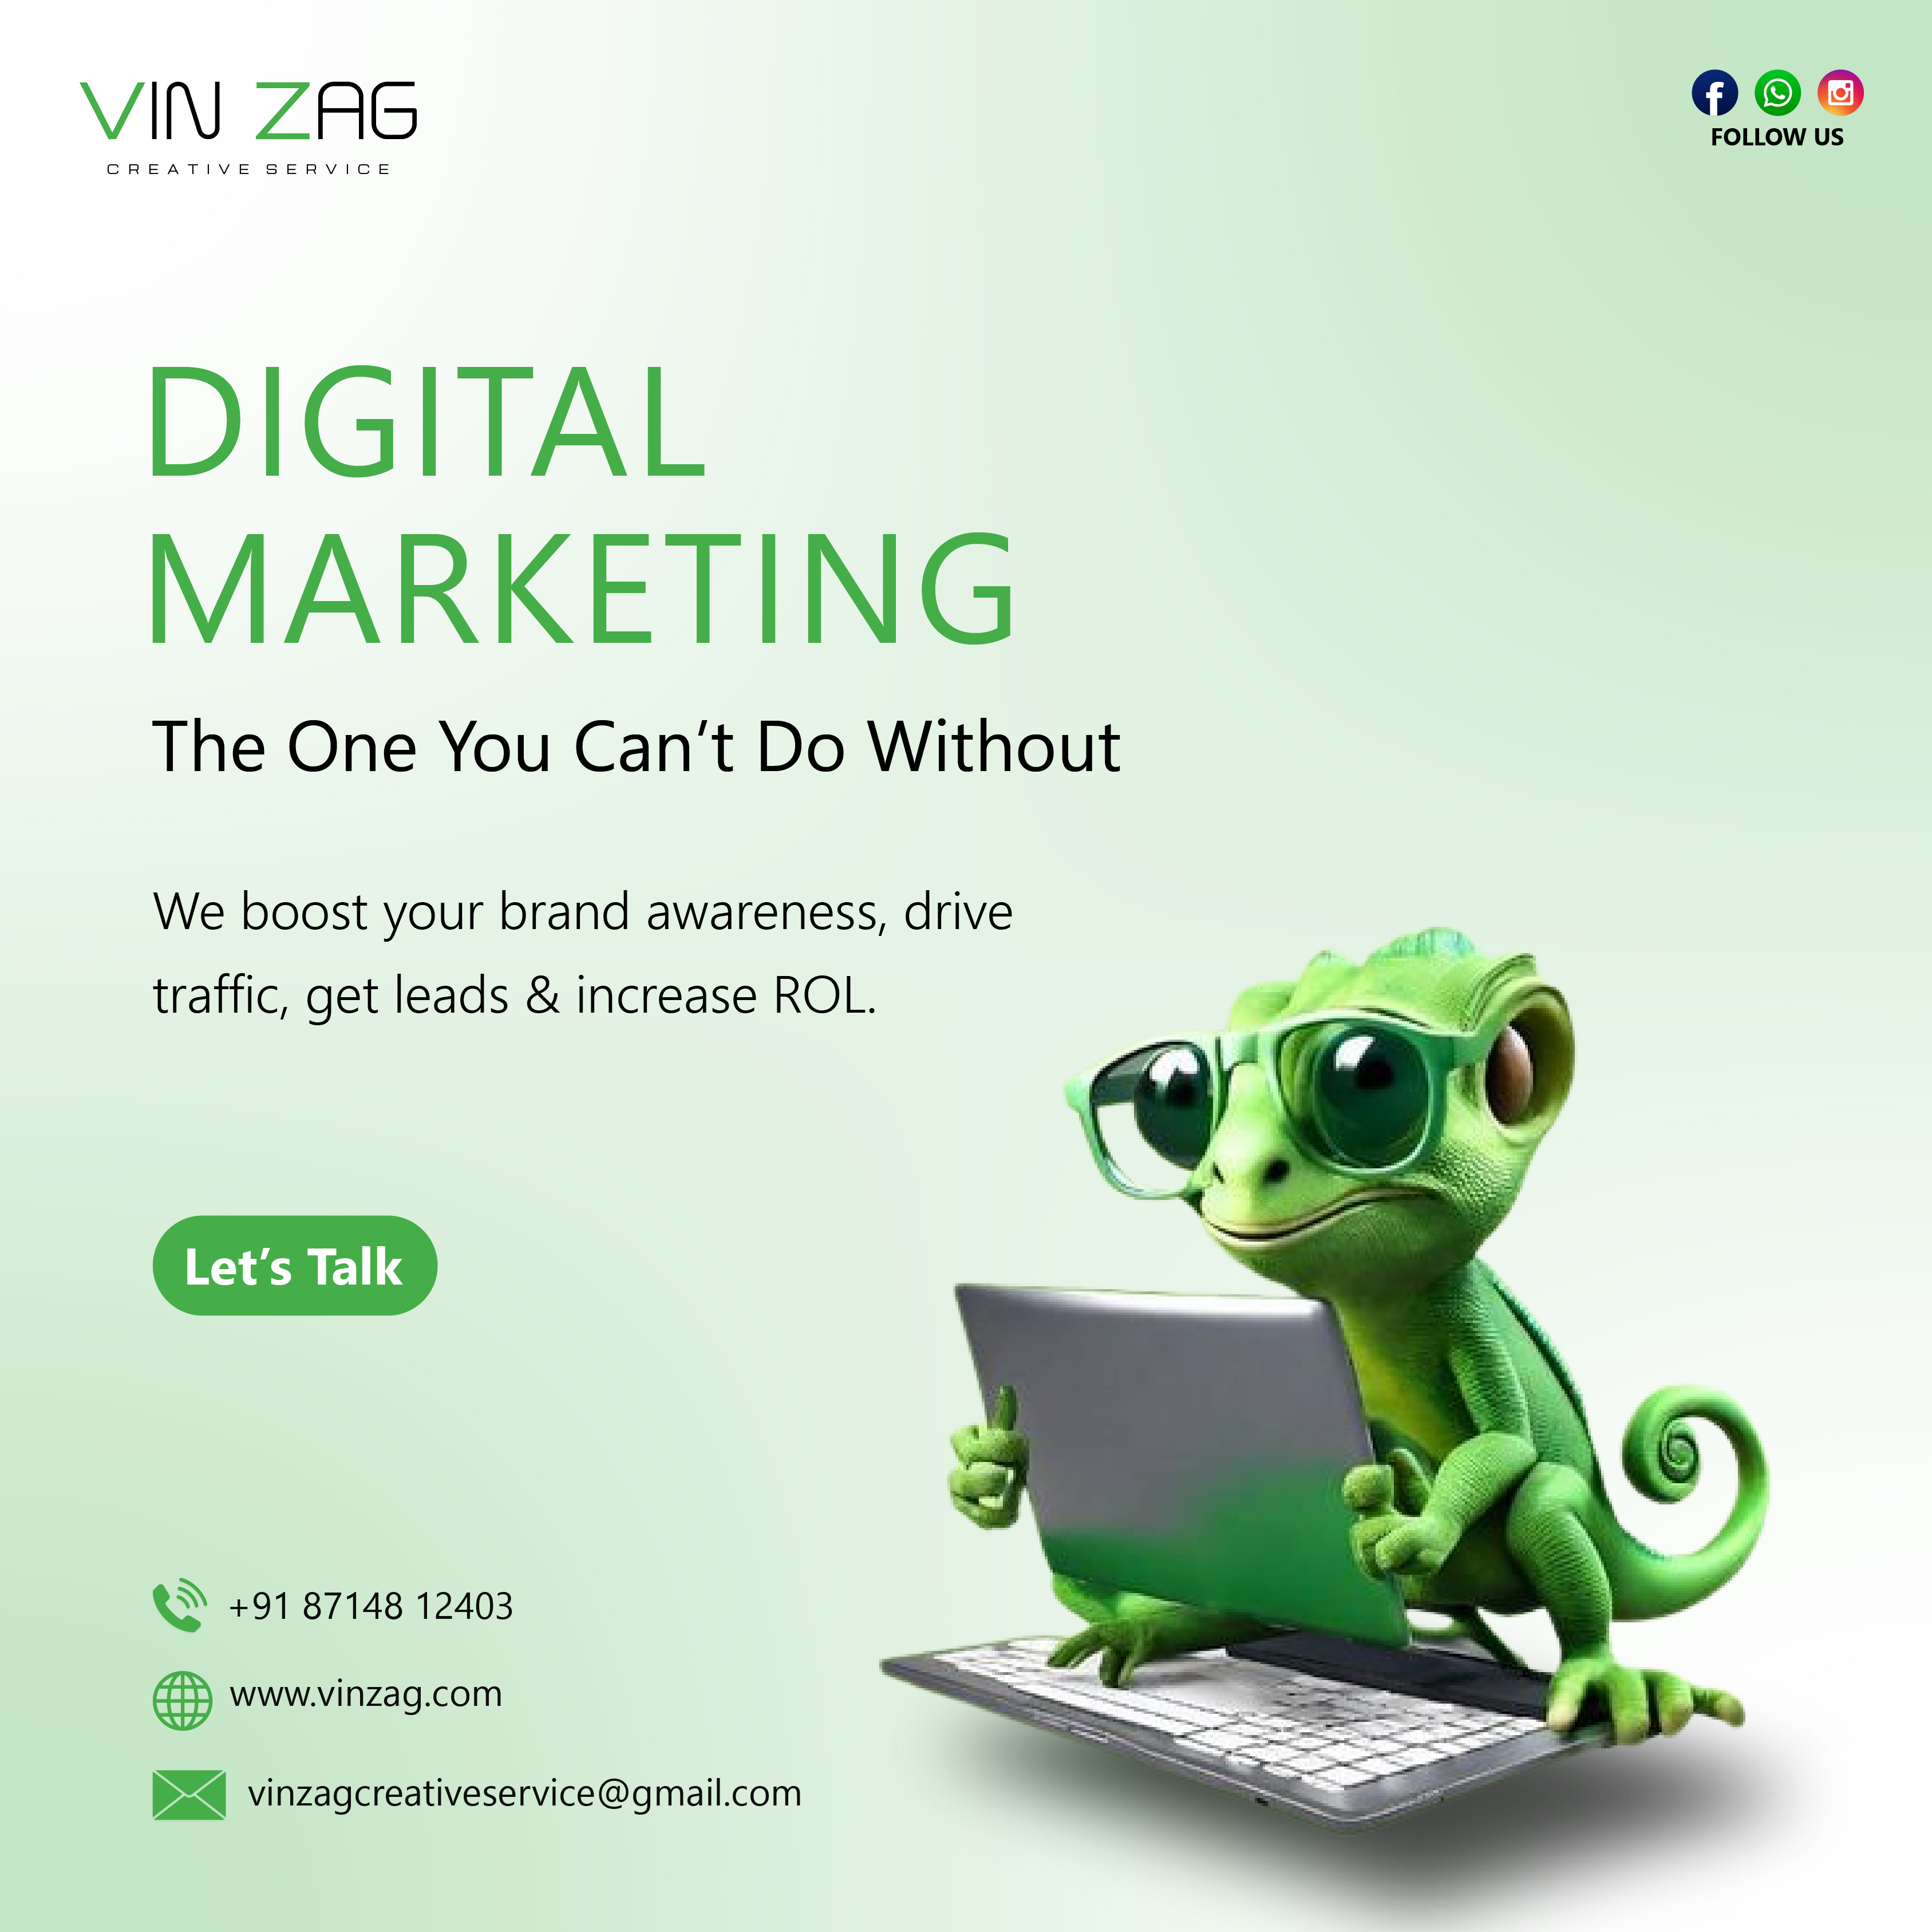 VIN ZAG
CREATIVE SERVICE
FOLLOW US
DIGITAL
MARKETING
The One You Can’t Do Without
We boost your brand awareness, drive
traffic, get leads & increase ROL.
Let’s Talk
+91 87148 12403
www.vinzag.com
vinzagcreativeservice@gmail.com